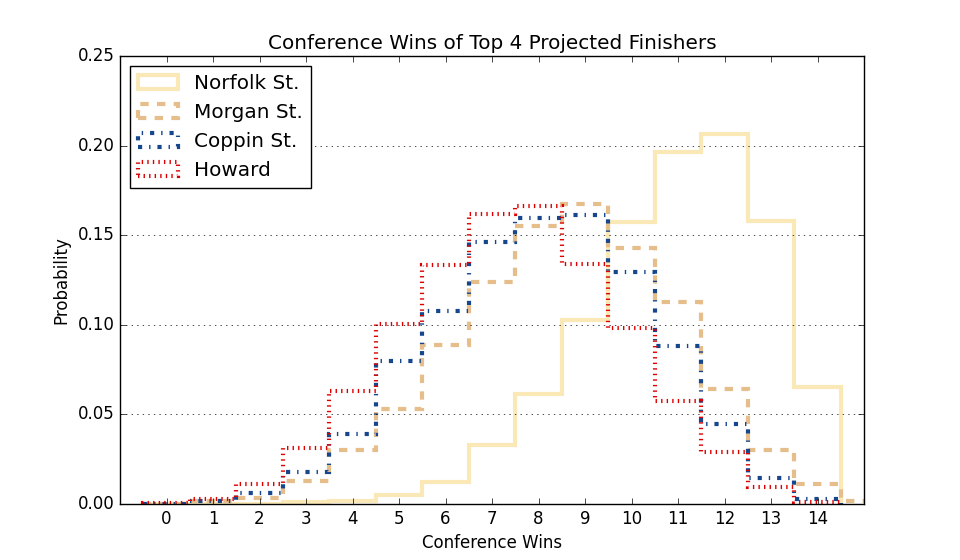 Conference Wins of Top 4 Projected Finishers
0.25
0.20
0.15
0.10
0.05
0.00
Probability
Norfolk St.
Morgan St.
Coppin St.
Howard
0 1 2 3 4 5 6 7 8 9 10 11 12 13 14
Conference Wins